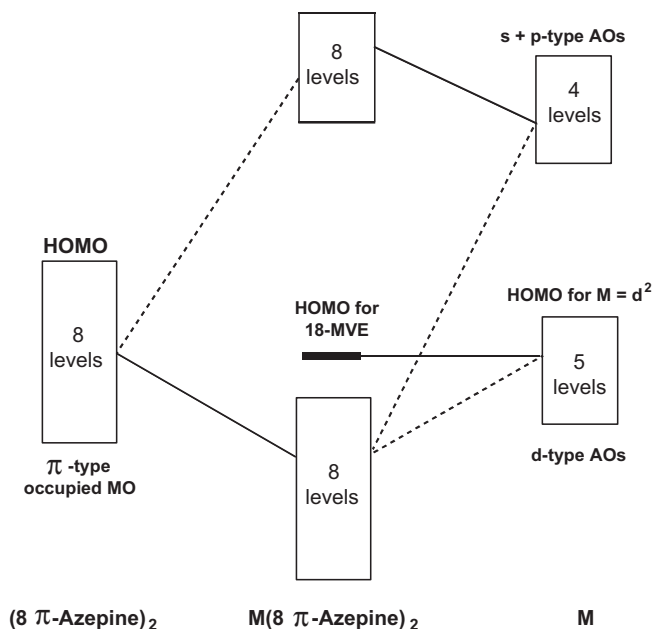 8
levels
s + p-type AOs
4
levels
HOMO
8
levels
π -type
occupied MO
HOMO for
18-MVE
HOMO for M = d²
5
levels
d-type AOs
8
levels
(8 π-Azepine)₂
M(8 π-Azepine)₂
M